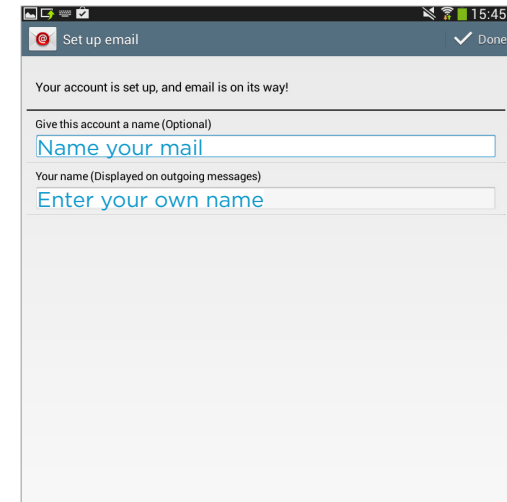 15:45
Set up email
Done
Your account is set up, and email is on its way!
Give this account a name (Optional)
Name your mail
Your name (Displayed on outgoing messages)
Enter your own name